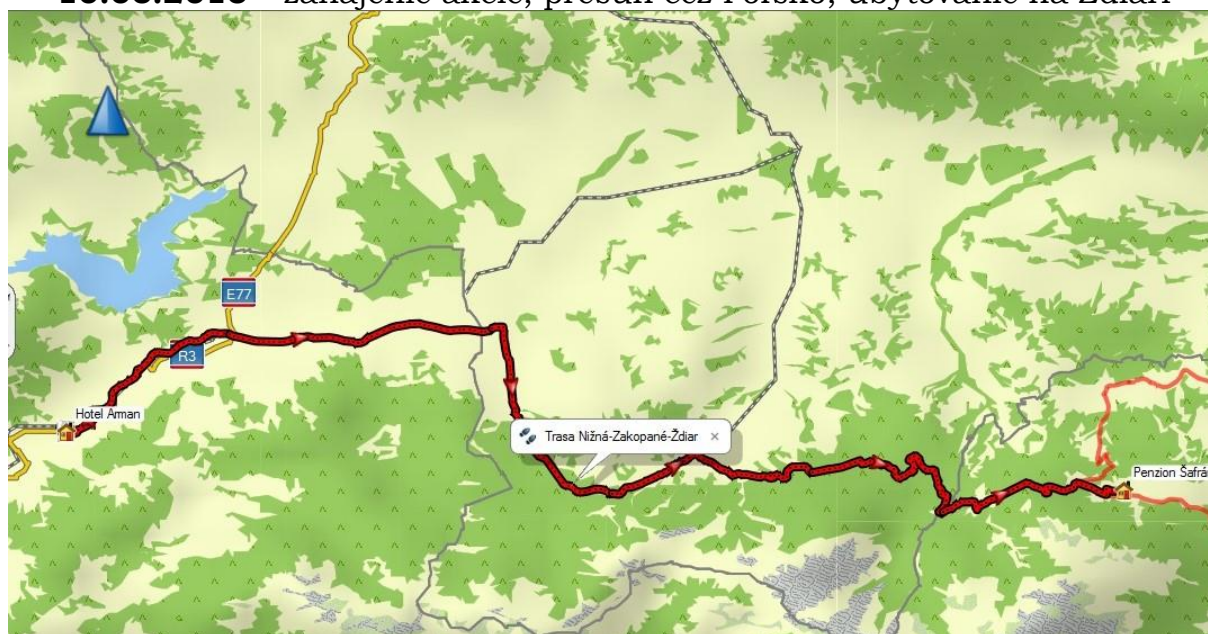 zahájenie akcie, presun cez Poľsko, ubytovanie na Ždiari
E77
R3
Hotel Arman
Trasa Nižná-Zakopané-Ždiar ×
Penzion Šafrá